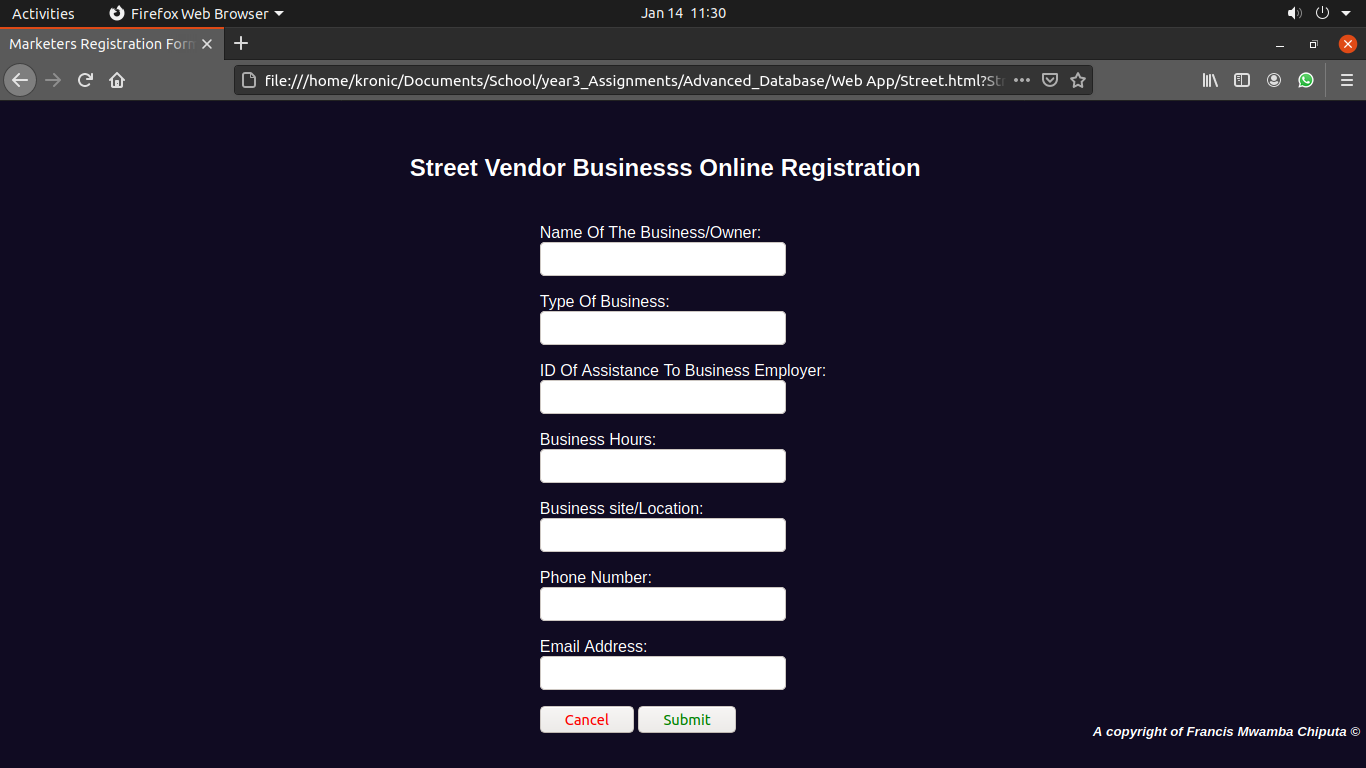 Activities Firefox Web Browser Jan 14 11:30
Marketers Registration Form
file:///home/kronic/Documents/School/year3_Assignments/Advanced_Database/Web App/Street.html?St
Street Vendor Businesss Online Registration
Name Of The Business/Owner:
Type Of Business:
ID Of Assistance To Business Employer:
Business Hours:
Business site/Location:
Phone Number:
Email Address:
Cancel Submit
A copyright of Francis Mwamba Chiputa ©